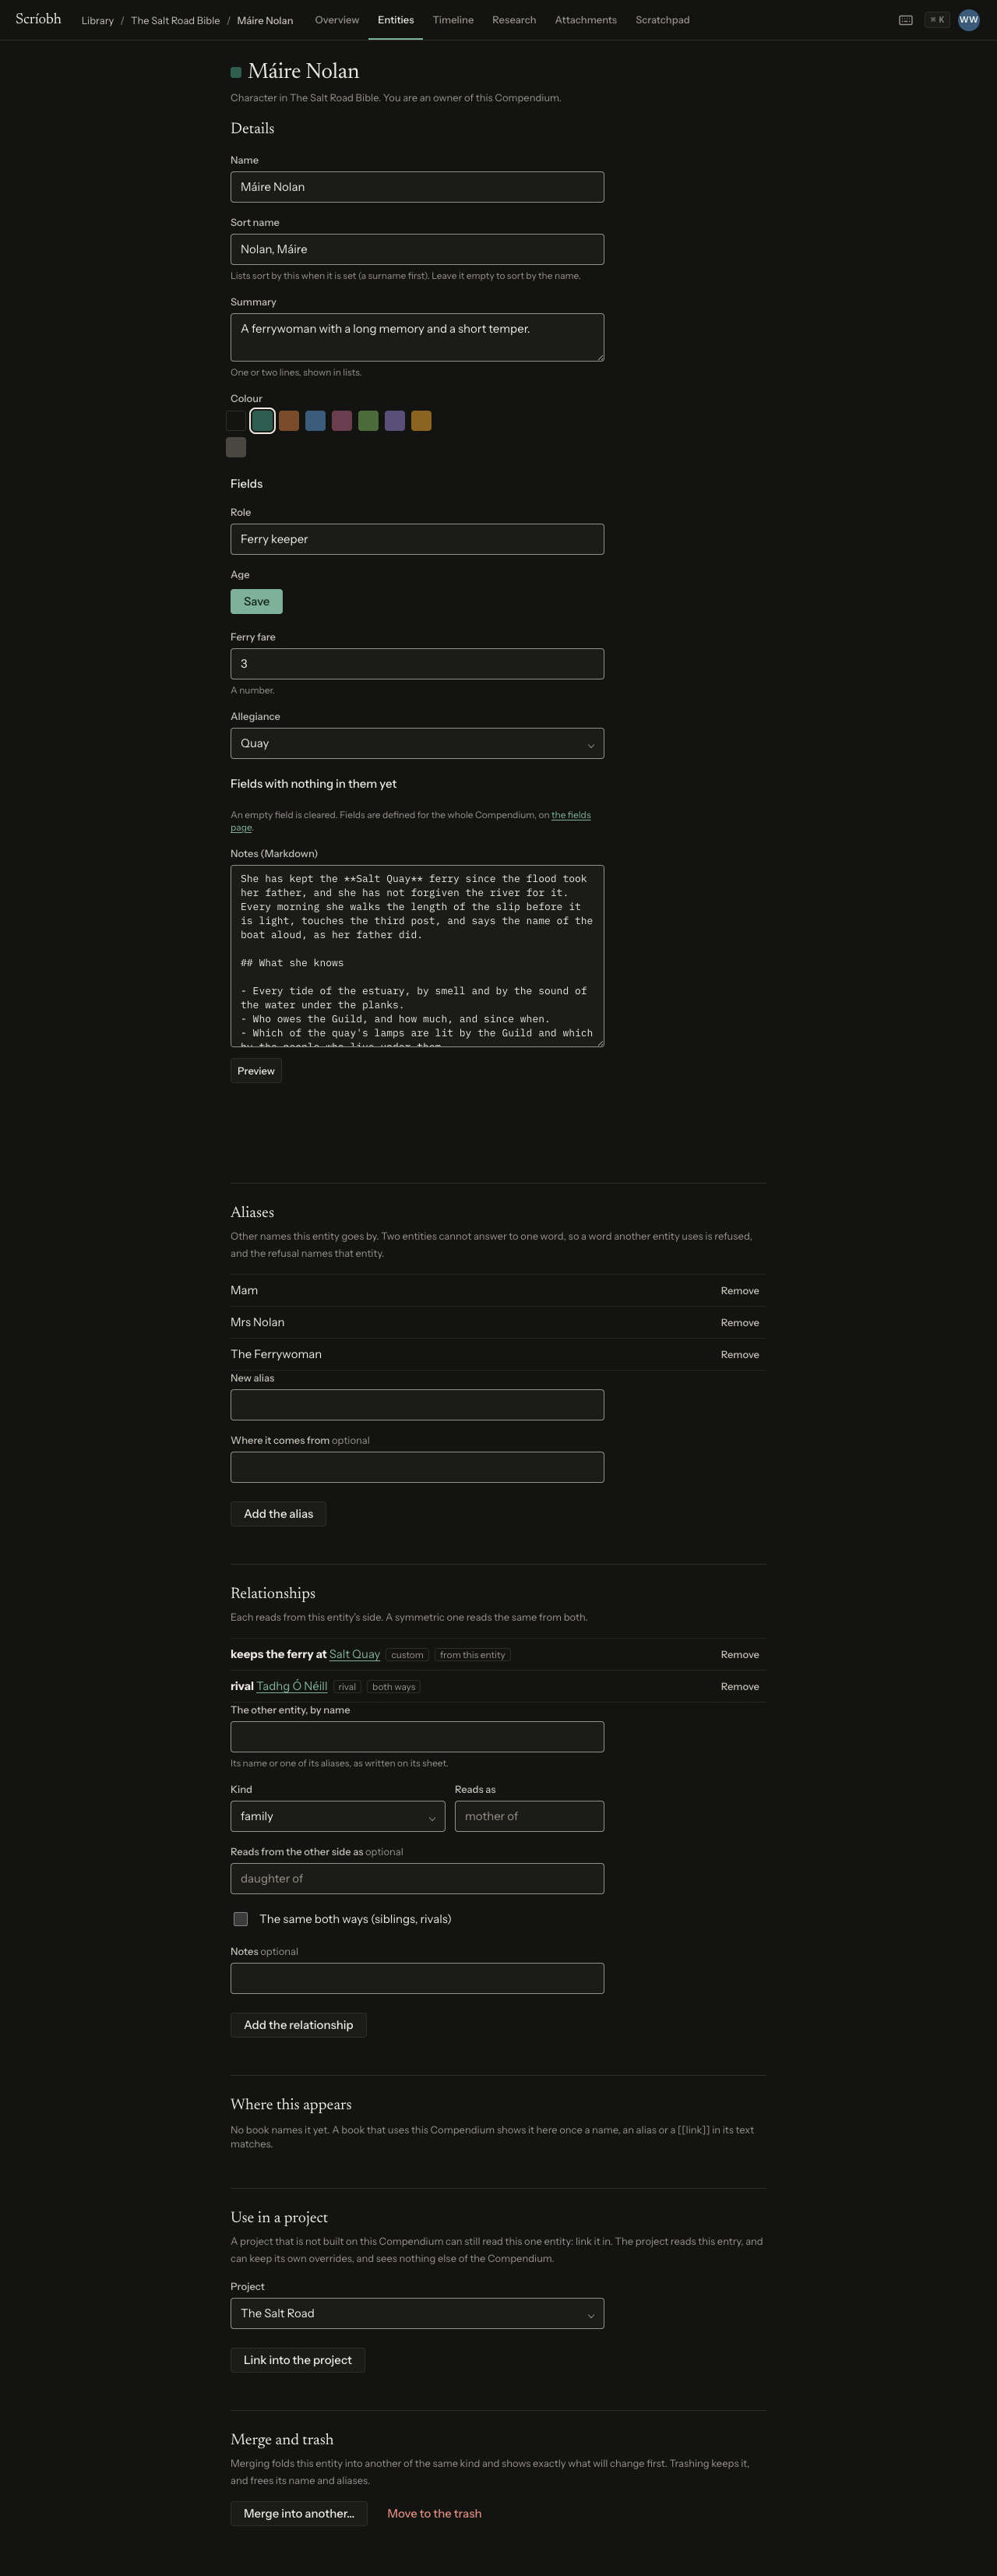 Scríobh
Library / The Salt Road Bible / Máire Nolan
Overview
Entities
Timeline
Research
Attachments
Scratchpad
⌘ K
WW
Máire Nolan
Character in The Salt Road Bible. You are an owner of this Compendium.
Details
Name
Máire Nolan
Sort name
Nolan, Máire
Lists sort by this when it is set (a surname first). Leave it empty to sort by the name.
Summary
A ferrywoman with a long memory and a short temper.
One or two lines, shown in lists.
Colour
Fields
Role
Ferry keeper
Age
Save
Ferry fare
3
A number.
Allegiance
Quay
Fields with nothing in them yet
An empty field is cleared. Fields are defined for the whole Compendium, on the fields
page.
Notes (Markdown)
She has kept the **Salt Quay** ferry since the flood took
her father, and she has not forgiven the river for it.
Every morning she walks the length of the slip before it
is light, touches the third post, and says the name of the
boat aloud, as her father did.
## What she knows
- Every tide of the estuary, by smell and by the sound of
the water under the planks.
- Who owes the Guild, and how much, and since when.
- Which of the quay's lamps are lit by the Guild and which
by the people who live under them
Preview
Aliases
Other names this entity goes by. Two entities cannot answer to one word, so a word another entity uses is refused,
and the refusal names that entity.
Mam
Remove
Mrs Nolan
Remove
The Ferrywoman
Remove
New alias
Where it comes from optional
Add the alias
Relationships
Each reads from this entity's side. A symmetric one reads the same from both.
keeps the ferry at Salt Quay custom from this entity
Remove
rival Tadhg Ó Néill rival both ways
Remove
The other entity, by name
Its name or one of its aliases, as written on its sheet.
Kind
Reads as
family
mother of
Reads from the other side as optional
daughter of
The same both ways (siblings, rivals)
Notes optional
Add the relationship
Where this appears
No book names it yet. A book that uses this Compendium shows it here once a name, an alias or a [[link]] in its text
matches.
Use in a project
A project that is not built on this Compendium can still read this one entity: link it in. The project reads this entry, and
can keep its own overrides, and sees nothing else of the Compendium.
Project
The Salt Road
Link into the project
Merge and trash
Merging folds this entity into another of the same kind and shows exactly what will change first. Trashing keeps it,
and frees its name and aliases.
Merge into another…
Move to the trash